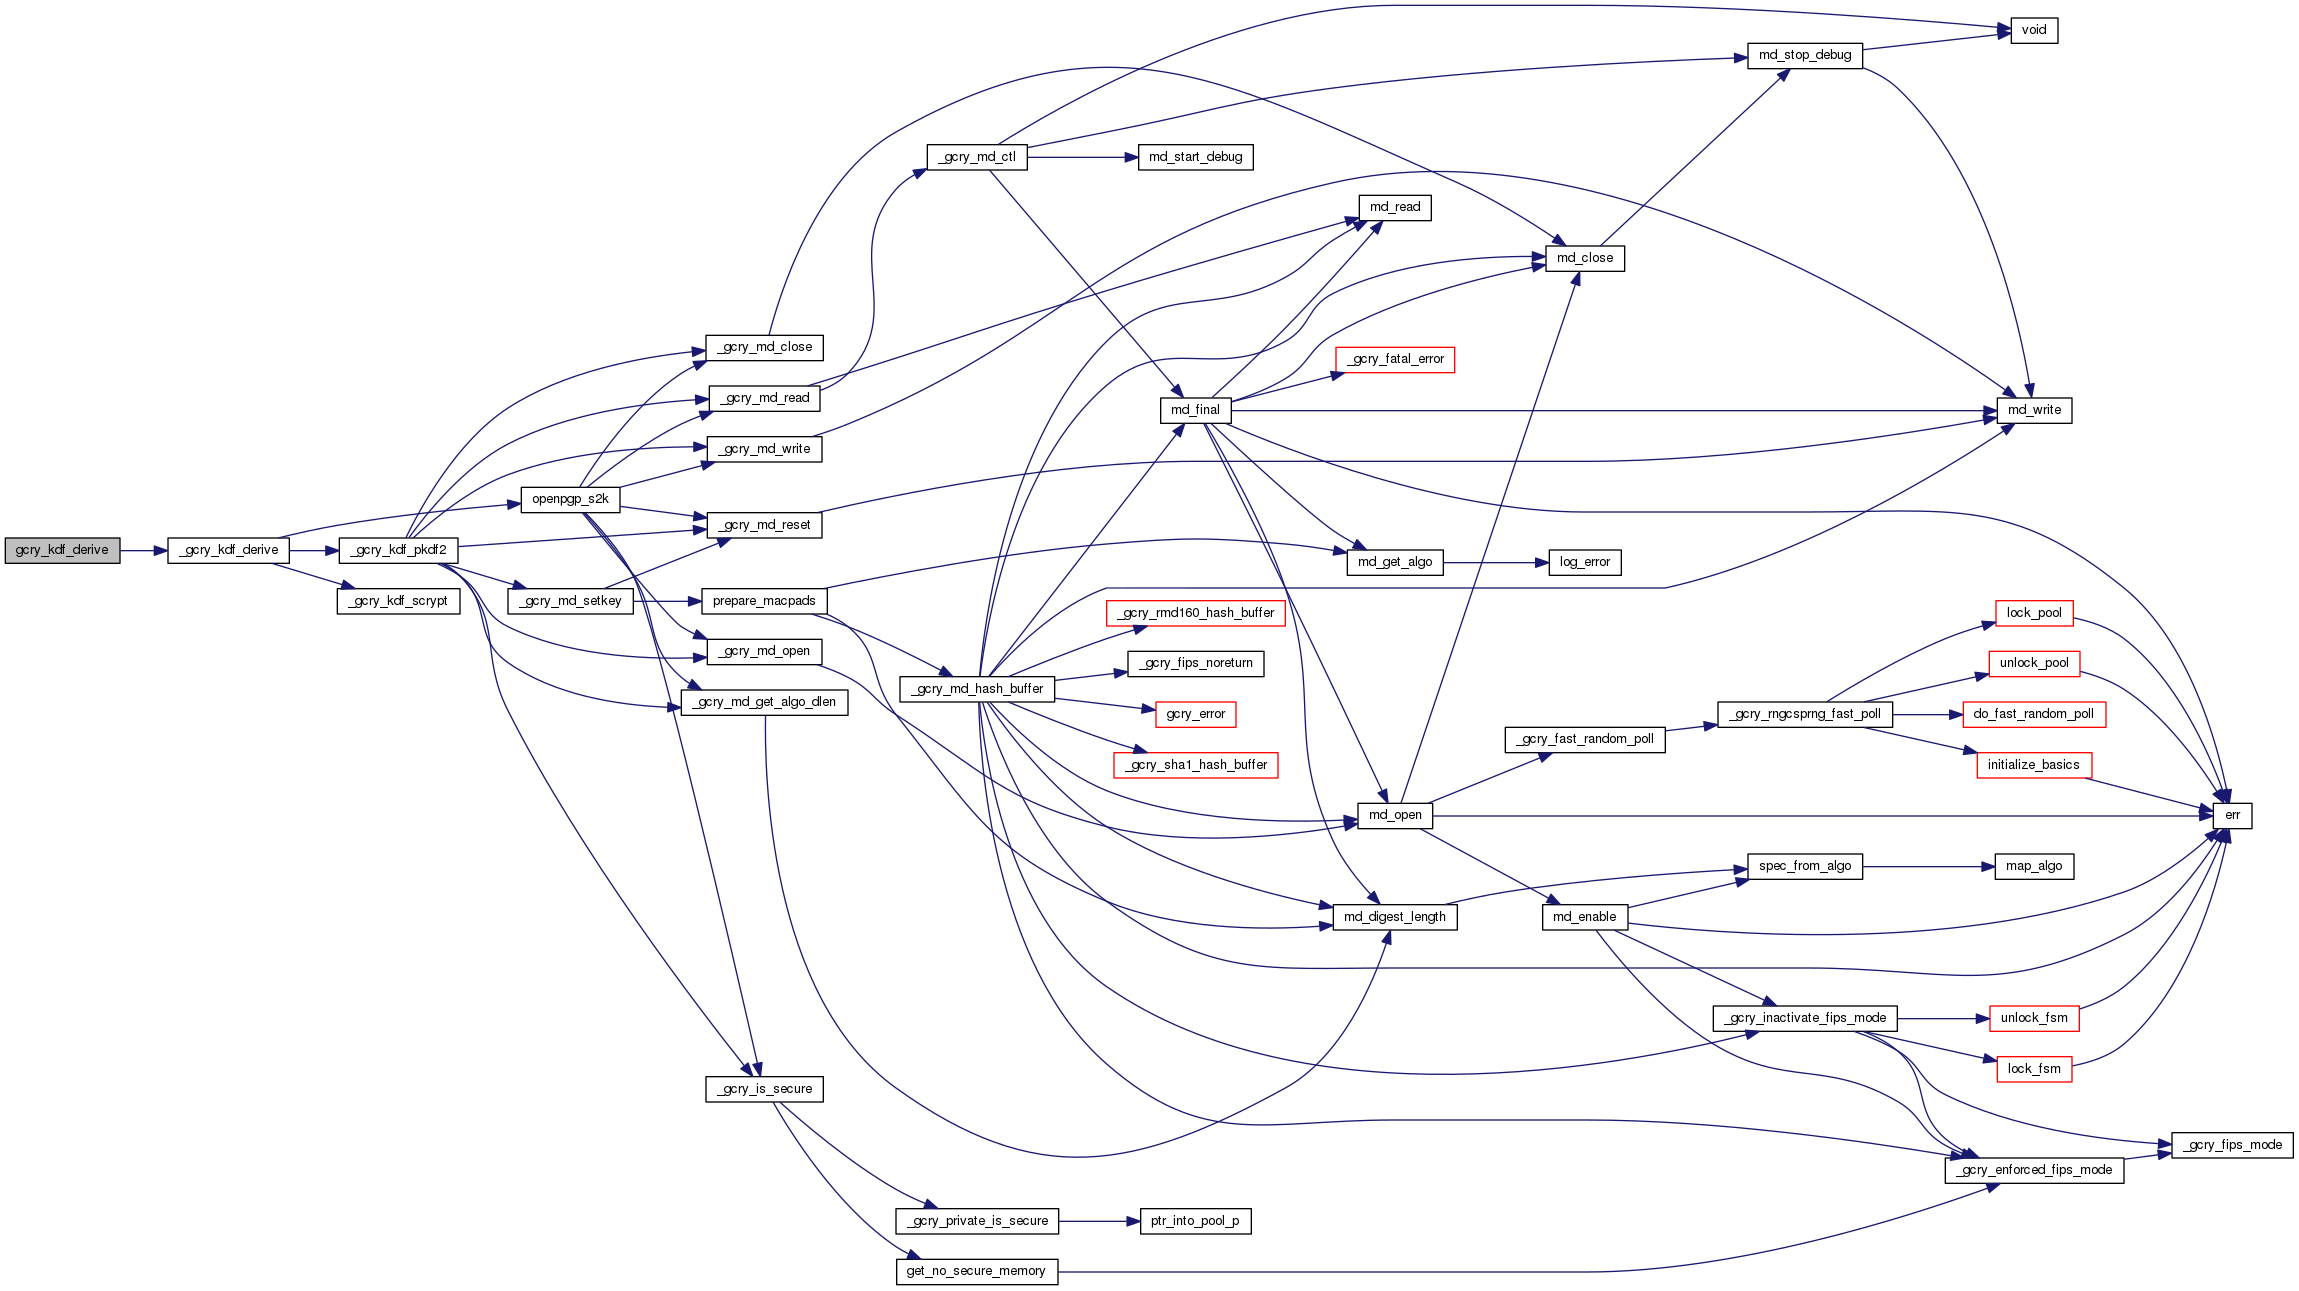 gcry_kdf_derive
_gcry_kdf_derive
openpgp_s2k
_gcry_kdf_pkdf2
_gcry_kdf_scrypt
_gcry_md_setkey
_gcry_md_close
_gcry_md_read
_gcry_md_write
_gcry_md_reset
prepare_macpads
_gcry_md_open
_gcry_md_get_algo_dlen
_gcry_is_secure
_gcry_md_ctl
_gcry_md_hash_buffer
_gcry_private_is_secure
get_no_secure_memory
md_start_debug
md_final
_gcry_rmd160_hash_buffer
_gcry_fips_noreturn
gcry_error
_gcry_sha1_hash_buffer
ptr_into_pool_p
md_read
_gcry_fatal_error
md_get_algo
md_open
md_digest_length
md_close
log_error
_gcry_fast_random_poll
md_enable
md_stop_debug
_gcry_rngcsprng_fast_poll
spec_from_algo
_gcry_inactivate_fips_mode
void
md_write
lock_pool
unlock_pool
do_fast_random_poll
initialize_basics
map_algo
unlock_fsm
lock_fsm
_gcry_enforced_fips_mode
err
_gcry_fips_mode